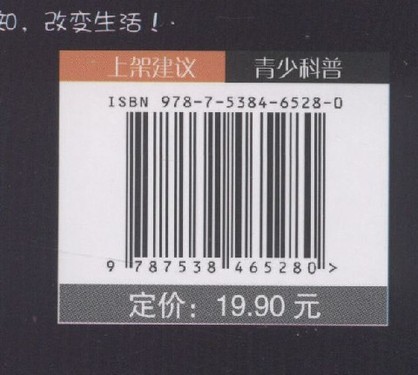 知，改变生活！
上架建议 青少科普
ISBN 978-7-5384-6528-0
9 787538 465280 >
定价：19.90 元